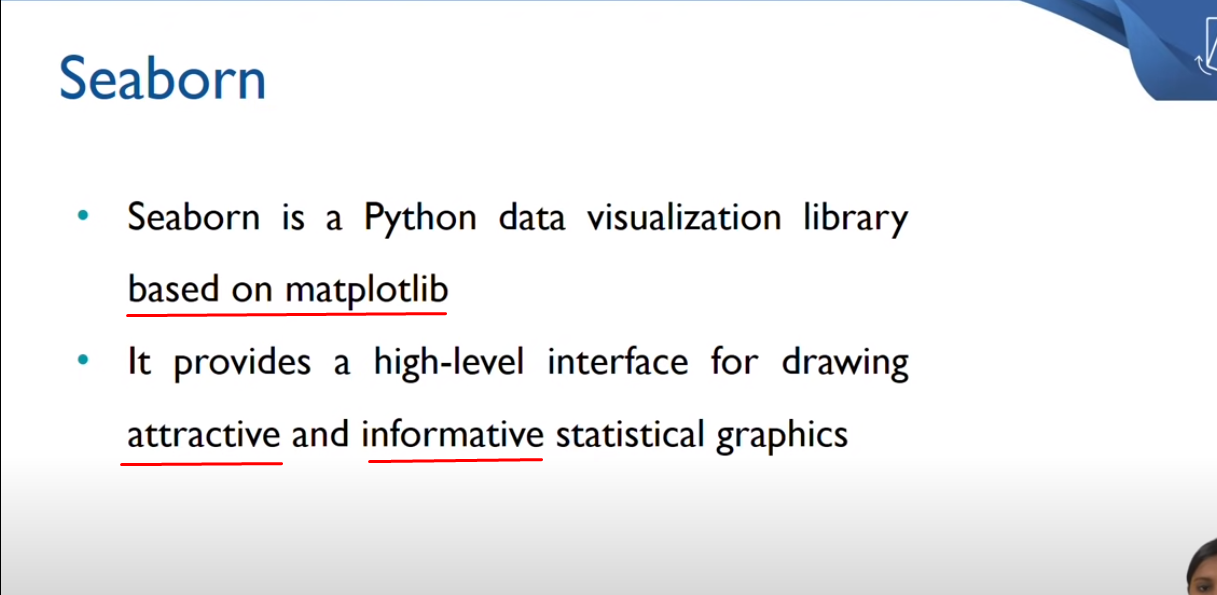 Seaborn
• Seaborn is a Python data visualization library
based on matplotlib
• It provides a high-level interface for drawing
attractive and informative statistical graphics